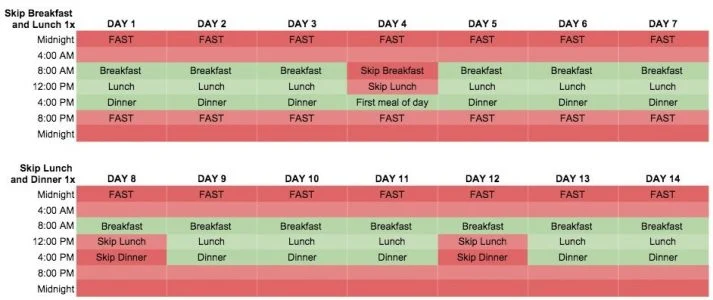 Skip Breakfast
and Lunch 1x DAY 1 DAY 2 DAY 3 DAY 4 DAY 5 DAY 6 DAY 7
Midnight FAST FAST FAST FAST FAST FAST FAST
4:00 AM
8:00 AM Breakfast Breakfast Breakfast Skip Breakfast Breakfast Breakfast Breakfast
12:00 PM Lunch Lunch Lunch Skip Lunch Lunch Lunch Lunch
4:00 PM Dinner Dinner Dinner First meal of day Dinner Dinner Dinner
8:00 PM FAST FAST FAST FAST FAST FAST FAST
Midnight
Skip Lunch
and Dinner 1x DAY 8 DAY 9 DAY 10 DAY 11 DAY 12 DAY 13 DAY 14
Midnight FAST FAST FAST FAST FAST FAST FAST
4:00 AM
8:00 AM Breakfast Breakfast Breakfast Breakfast Breakfast Breakfast Breakfast
12:00 PM Skip Lunch Lunch Lunch Lunch Skip Lunch Lunch Lunch
4:00 PM Skip Dinner Dinner Dinner Dinner Skip Dinner Dinner Dinner
8:00 PM
Midnight